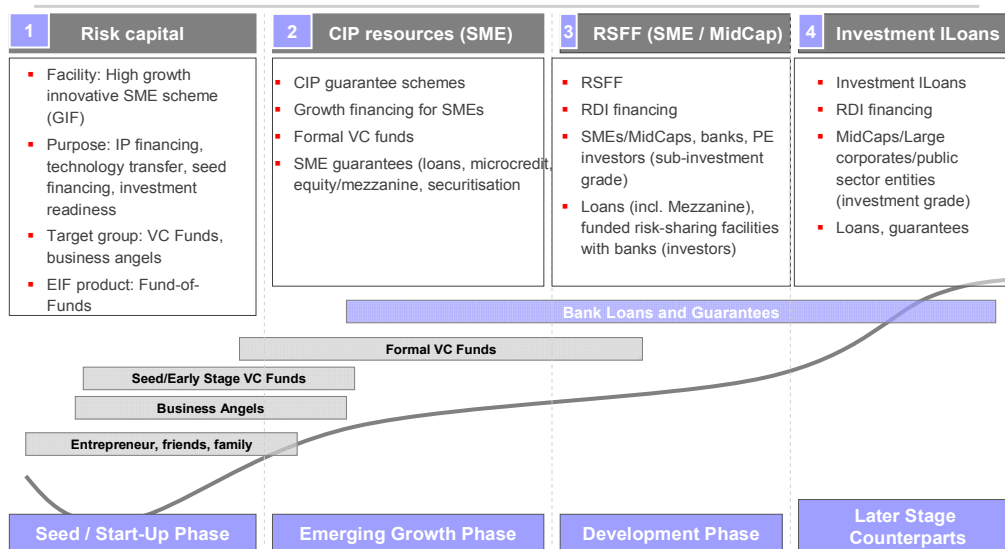 1 Risk capital
▪ Facility: High growth
innovative SME scheme
(GIF)
▪ Purpose: IP financing,
technology transfer, seed
financing, investment
readiness
▪ Target group: VC Funds,
business angels
▪ EIF product: Fund-of-
Funds
2 CIP resources (SME)
▪ CIP guarantee schemes
▪ Growth financing for SMEs
▪ Formal VC funds
▪ SME guarantees (loans, microcredit,
equity/mezzanine, securitisation
3 RSFF (SME / MidCap)
▪ RSFF
▪ RDI financing
▪ SMEs/MidCaps, banks, PE
investors (sub-investment
grade)
▪ Loans (incl. Mezzanine),
funded risk-sharing facilities
with banks (investors)
4 Investment lLoans
▪ Investment lLoans
▪ RDI financing
▪ MidCaps/Large
corporates/public
sector entities
(investment grade)
▪ Loans, guarantees
Bank Loans and Guarantees
Formal VC Funds
Seed/Early Stage VC Funds
Business Angels
Entrepreneur, friends, family
Seed / Start-Up Phase
Emerging Growth Phase
Development Phase
Later Stage
Counterparts